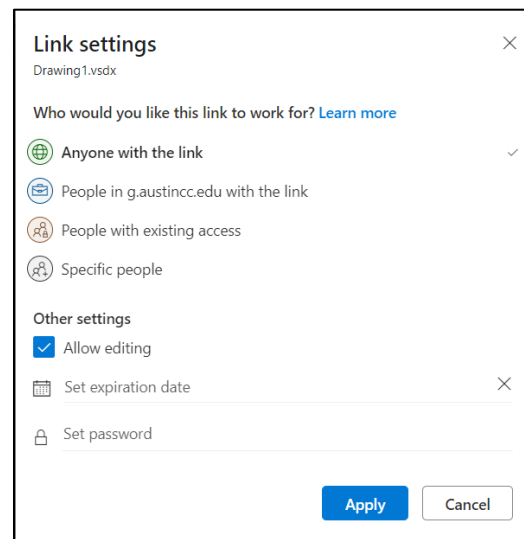 Link settings
Drawing1.vsdx
Who would you like this link to work for? Learn more
Anyone with the link
People in g.austincc.edu with the link
People with existing access
Specific people
Other settings
Allow editing
Set expiration date
Set password
Apply Cancel